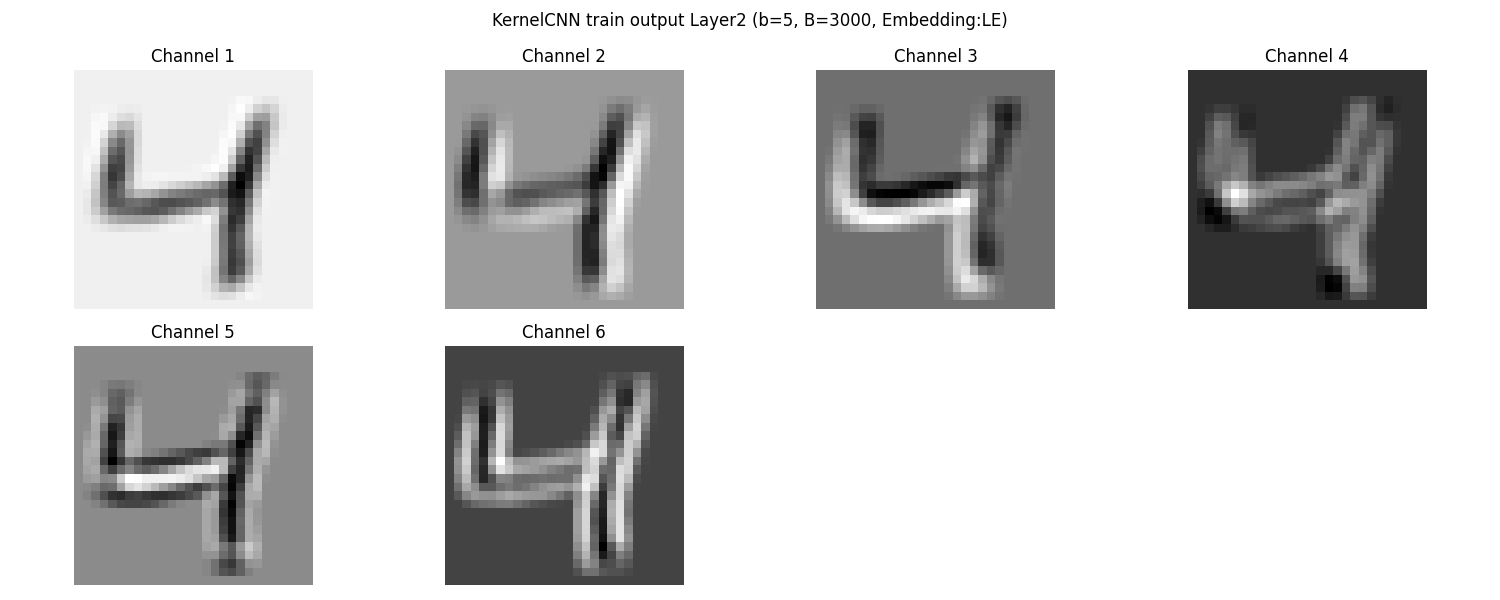 KernelCNN train output Layer2 (b=5, B=3000, Embedding:LE)
Channel 1
Channel 2
Channel 3
Channel 4
Channel 5
Channel 6